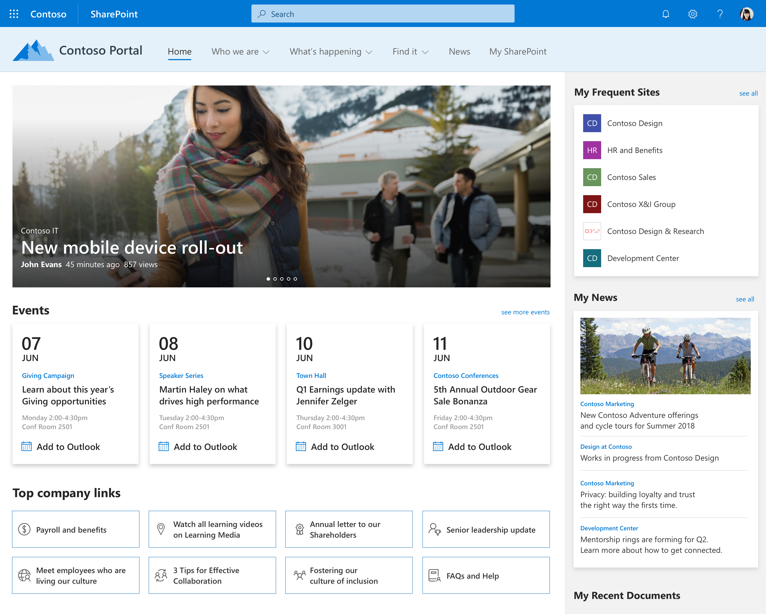 Contoso
SharePoint
Search
?
Contoso Portal
Home
Who we are
What's happening
Find it
News
My SharePoint
Contoso IT
New mobile device roll-out
John Evans 45 minutes ago 857 views
Events
see more events
07
JUN
Giving Campaign
Learn about this year's
Giving opportunities
Monday 2:00-4:30pm
Conf Room 2501
Add to Outlook
08
JUN
Speaker Series
Martin Haley on what
drives high performance
Tuesday 2:00-4:30pm
Conf Room 2501
Add to Outlook
10
JUN
Town Hall
Q1 Earnings update with
Jennifer Zelger
Thursday 2:00-4:30pm
Conf Room 3001
Add to Outlook
11
JUN
Contoso Conferences
5th Annual Outdoor Gear
Sale Bonanza
Friday 2:00-4:30pm
Conf Room 2501
Add to Outlook
Top company links
Payroll and benefits
Watch all learning videos
on Learning Media
Annual letter to our
Shareholders
Senior leadership update
Meet employees who are
living our culture
3 Tips for Effective
Collaboration
Fostering our
culture of inclusion
FAQs and Help
My Frequent Sites
see all
CD Contoso Design
HR HR and Benefits
CD Contoso Sales
CD Contoso X&I Group
Contoso Design & Research
CD Development Center
My News
see all
Contoso Marketing
New Contoso Adventure offerings
and cycle tours for Summer 2018
Design at Contoso
Works in progress from Contoso Design
Contoso Marketing
Privacy: building loyalty and trust
the right way the firsts time.
Development Center
Mentorship rings are forming for Q2.
Learn more about how to get connected.
My Recent Documents